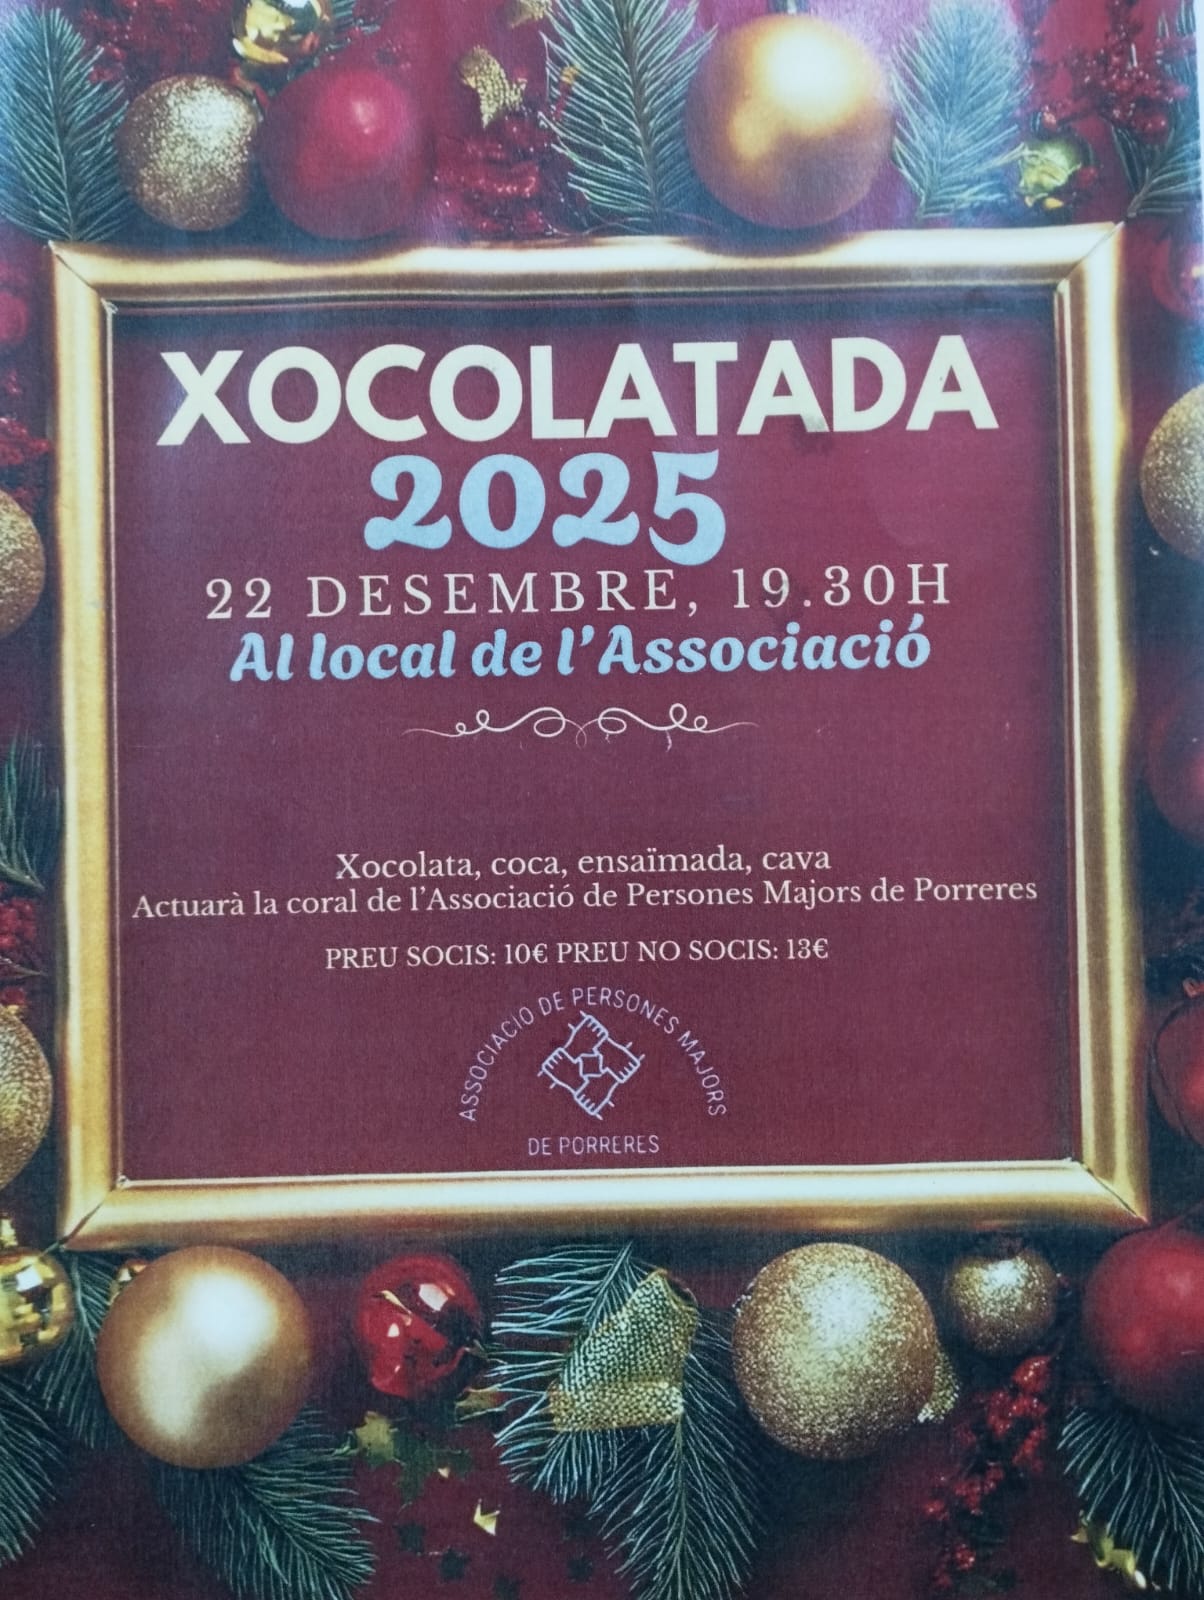 XOCOLATADA
2025
22 DESEMBRE, 19.30H
Al local de l'Associació
Xocolata, coca, ensaïmada, cava
Actuarà la coral de l'Associació de Persones Majors de Porreres
PREU SOCIS: 10€ PREU NO SOCIS: 13€
ASSOCIACIO DE PERSONES MAJORS
DE PORRERES